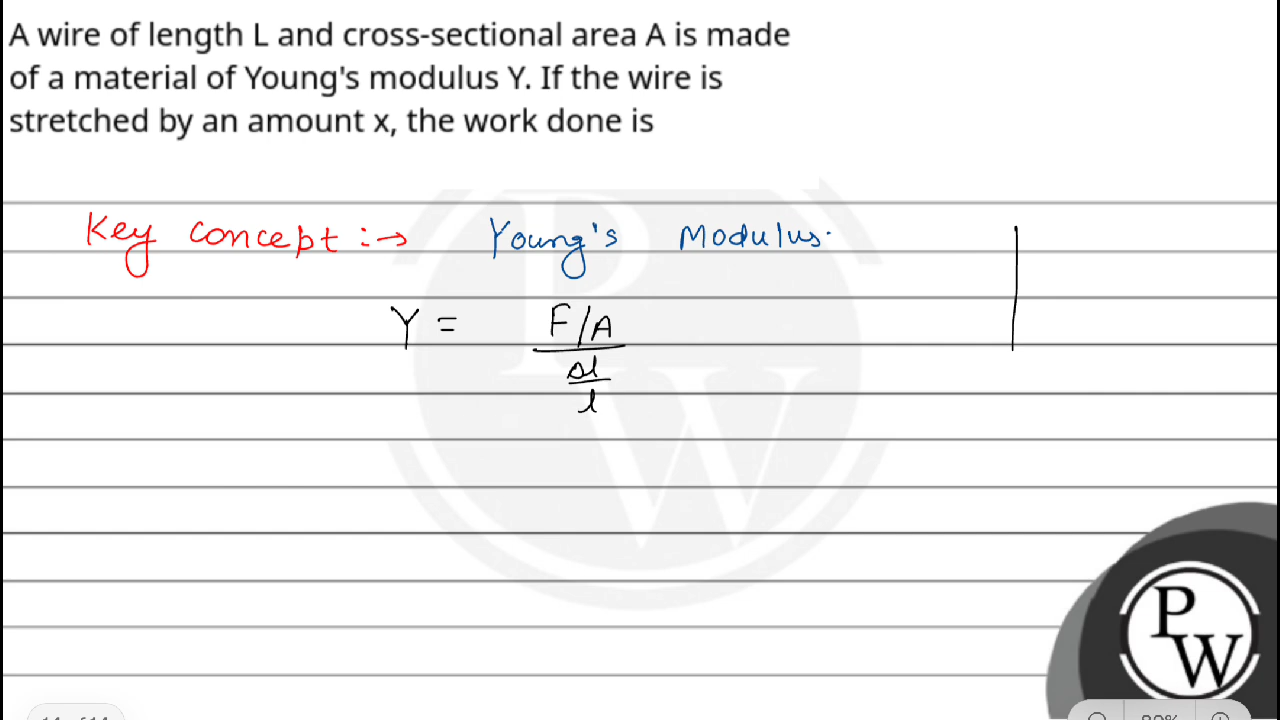 A wire of length L and cross-sectional area A is made
of a material of Young's modulus Y. If the wire is
stretched by an amount x, the work done is
Key concept :→ Young's Modulus.
Y = F/A
Δl
l
P
W
P
W